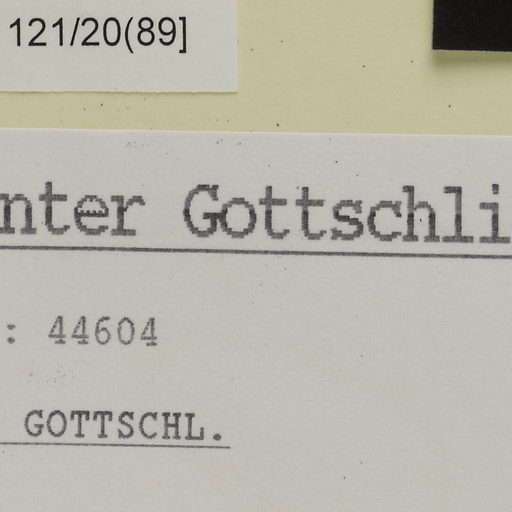 121/20(89]
nter Gottschli
: 44604
GOTTSCHL.